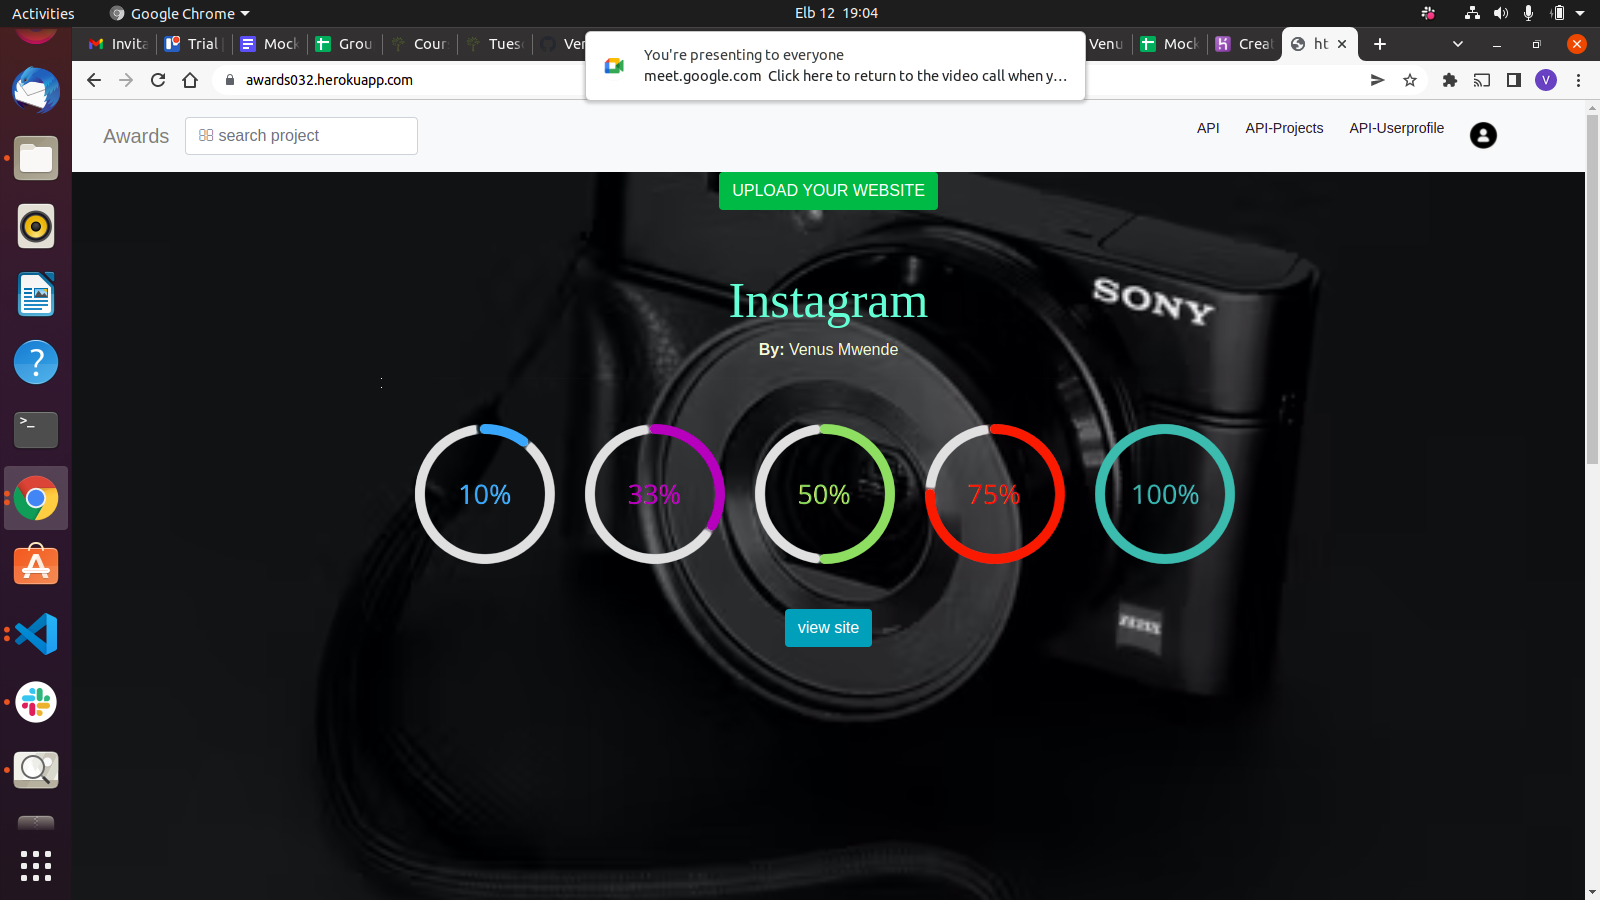 Activities
Google Chrome
Elb 12 19:04
Invita
Trial
Mock
Grou
Cour
Tues
Ver
Venu
Mock
Creat
ht
You're presenting to everyone
meet.google.com Click here to return to the video call when y…
awards032.herokuapp.com
V
Awards
search project
API
API-Projects
API-Userprofile
UPLOAD YOUR WEBSITE
SONY
Instagram
By: Venus Mwende
10%
33%
50%
75%
100%
view site
ZEISS